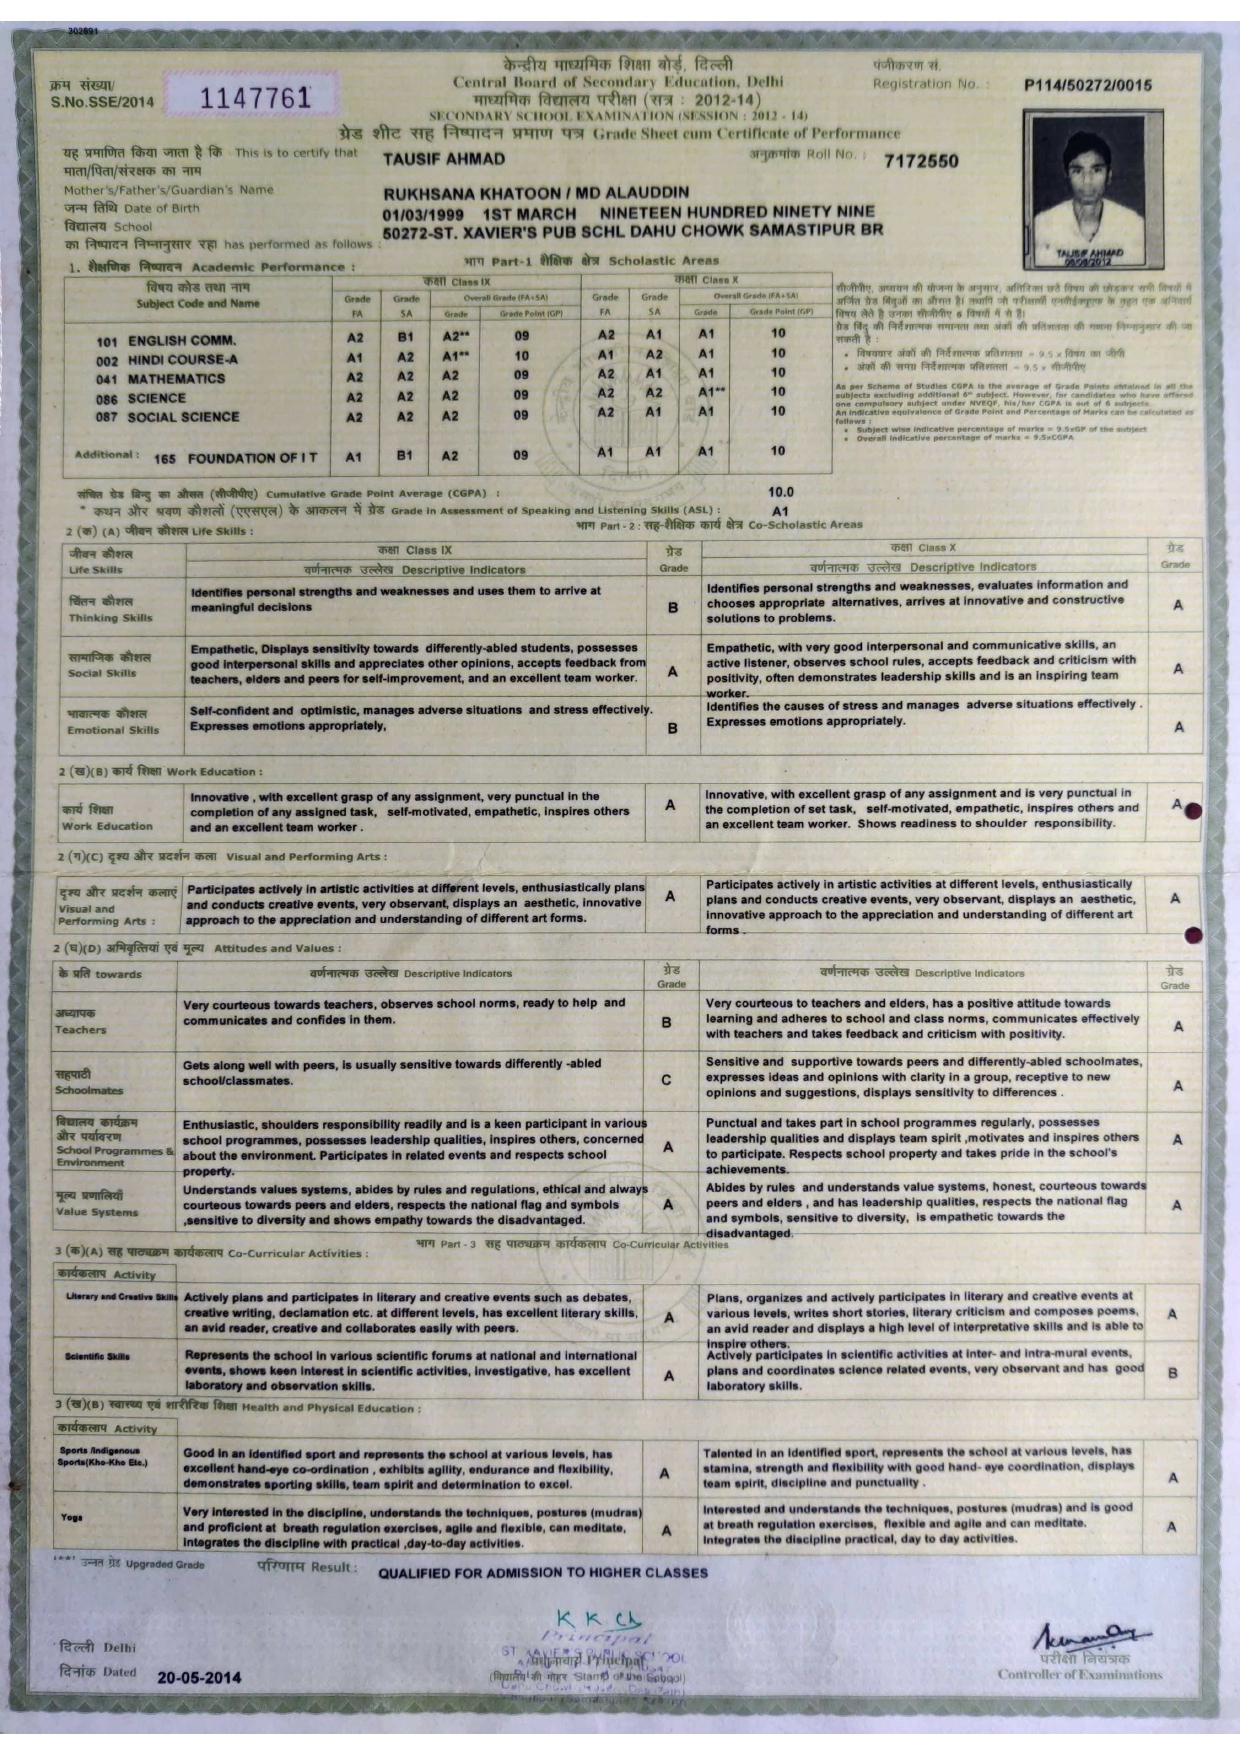 302891
केन्द्रीय माध्यमिक शिक्षा बोर्ड, दिल्ली
Central Board of Secondary Education, Delhi
माध्यमिक विद्यालय परीक्षा (सत्र : 2012-14)
SECONDARY SCHOOL EXAMINATION (SESSION : 2012 - 14)
ग्रेड शीट सह निष्पादन प्रमाण पत्र Grade Sheet cum Certificate of Performance
क्रम संख्या/
S.No.SSE/2014 1147761
पंजीकरण सं.
Registration No. : P114/50272/0015
यह प्रमाणित किया जाता है कि This is to certify that TAUSIF AHMAD
अनुक्रमांक Roll No. : 7172550
माता/पिता/संरक्षक का नाम
Mother's/Father's/Guardian's Name RUKHSANA KHATOON / MD ALAUDDIN
जन्म तिथि Date of Birth 01/03/1999 1ST MARCH NINETEEN HUNDRED NINETY NINE
विद्यालय School 50272-ST. XAVIER'S PUB SCHL DAHU CHOWK SAMASTIPUR BR
का निष्पादन निम्नानुसार रहा has performed as follows :
TAUSIF AHMAD
08/08/2012
भाग Part-1 शैक्षिक क्षेत्र Scholastic Areas
1. शैक्षणिक निष्पादन Academic Performance :
विषय कोड तथा नाम
Subject Code and Name
कक्षा Class IX कक्षा Class X
Grade Grade Overall Grade (FA+SA) Grade Grade Overall Grade (FA+SA)
FA SA Grade Grade Point (GP) FA SA Grade Grade Point (GP)
101 ENGLISH COMM. A2 B1 A2** 09 A2 A1 A1 10
002 HINDI COURSE-A A1 A2 A1** 10 A1 A2 A1 10
041 MATHEMATICS A2 A2 A2 09 A2 A1 A1 10
086 SCIENCE A2 A2 A2 09 A2 A2 A1** 10
087 SOCIAL SCIENCE A2 A2 A2 09 A2 A1 A1 10
Additional : 165 FOUNDATION OF I T A1 B1 A2 09 A1 A1 A1 10
• विषयवार अंकों की निर्देशात्मक प्रतिशतता = 9.5 x विषय का जीपी
• अंकों की समग्र निर्देशात्मक प्रतिशतता = 9.5 x सीजीपीए
As per Scheme of Studies CGPA is the average of Grade Points obtained in all the
subjects excluding additional 6th subject. However, for candidates who have offered
one compulsory subject under NVEQF, his/her CGPA is out of 6 subjects.
An indicative equivalence of Grade Point and Percentage of Marks can be calculated as
follows :
• Subject wise indicative percentage of marks = 9.5xGP of the subject
• Overall indicative percentage of marks = 9.5xCGPA
संचित ग्रेड बिन्दु का औसत (सीजीपीए) Cumulative Grade Point Average (CGPA) : 10.0
* कथन और श्रवण कौशलों (एएसएल) के आकलन में ग्रेड Grade in Assessment of Speaking and Listening Skills (ASL) : A1
भाग Part - 2 : सह-शैक्षिक कार्य क्षेत्र Co-Scholastic Areas
2 (क) (A) जीवन कौशल Life Skills :
जीवन कौशल
Life Skills
कक्षा Class IX
वर्णनात्मक उल्लेख Descriptive Indicators
ग्रेड
Grade
कक्षा Class X
वर्णनात्मक उल्लेख Descriptive Indicators
ग्रेड
Grade
चिंतन कौशल
Thinking Skills
Identifies personal strengths and weaknesses and uses them to arrive at
meaningful decisions
B
Identifies personal strengths and weaknesses, evaluates information and
chooses appropriate alternatives, arrives at innovative and constructive
solutions to problems.
A
सामाजिक कौशल
Social Skills
Empathetic, Displays sensitivity towards differently-abled students, possesses
good interpersonal skills and appreciates other opinions, accepts feedback from
teachers, elders and peers for self-improvement, and an excellent team worker.
A
Empathetic, with very good interpersonal and communicative skills, an
active listener, observes school rules, accepts feedback and criticism with
positivity, often demonstrates leadership skills and is an inspiring team
worker.
A
भावात्मक कौशल
Emotional Skills
Self-confident and optimistic, manages adverse situations and stress effectively.
Expresses emotions appropriately,
B
Identifies the causes of stress and manages adverse situations effectively .
Expresses emotions appropriately.
A
2 (ख)(B) कार्य शिक्षा Work Education :
कार्य शिक्षा
Work Education
Innovative , with excellent grasp of any assignment, very punctual in the
completion of any assigned task, self-motivated, empathetic, inspires others
and an excellent team worker .
A
Innovative, with excellent grasp of any assignment and is very punctual in
the completion of set task, self-motivated, empathetic, inspires others and
an excellent team worker. Shows readiness to shoulder responsibility.
A
2 (ग)(C) दृश्य और प्रदर्शन कला Visual and Performing Arts :
दृश्य और प्रदर्शन कलाएं
Visual and
Performing Arts :
Participates actively in artistic activities at different levels, enthusiastically plans
and conducts creative events, very observant, displays an aesthetic, innovative
approach to the appreciation and understanding of different art forms.
A
Participates actively in artistic activities at different levels, enthusiastically
plans and conducts creative events, very observant, displays an aesthetic,
innovative approach to the appreciation and understanding of different art
forms .
A
2 (घ)(D) अभिवृत्तियां एवं मूल्य Attitudes and Values :
के प्रति towards
वर्णनात्मक उल्लेख Descriptive Indicators
ग्रेड
Grade
वर्णनात्मक उल्लेख Descriptive Indicators
ग्रेड
Grade
अध्यापक
Teachers
Very courteous towards teachers, observes school norms, ready to help and
communicates and confides in them.
B
Very courteous to teachers and elders, has a positive attitude towards
learning and adheres to school and class norms, communicates effectively
with teachers and takes feedback and criticism with positivity.
A
सहपाठी
Schoolmates
Gets along well with peers, is usually sensitive towards differently -abled
school/classmates.
C
Sensitive and supportive towards peers and differently-abled schoolmates,
expresses ideas and opinions with clarity in a group, receptive to new
opinions and suggestions, displays sensitivity to differences .
A
विद्यालय कार्यक्रम
और पर्यावरण
School Programmes &
Environment
Enthusiastic, shoulders responsibility readily and is a keen participant in various
school programmes, possesses leadership qualities, inspires others, concerned
about the environment. Participates in related events and respects school
property.
A
Punctual and takes part in school programmes regularly, possesses
leadership qualities and displays team spirit ,motivates and inspires others
to participate. Respects school property and takes pride in the school's
achievements.
A
मूल्य प्रणालियाँ
Value Systems
Understands values systems, abides by rules and regulations, ethical and always
courteous towards peers and elders, respects the national flag and symbols
,sensitive to diversity and shows empathy towards the disadvantaged.
A
Abides by rules and understands value systems, honest, courteous towards
peers and elders , and has leadership qualities, respects the national flag
and symbols, sensitive to diversity, is empathetic towards the
disadvantaged.
A
भाग Part - 3 सह पाठ्यक्रम कार्यकलाप Co-Curricular Activities
3 (क)(A) सह पाठ्यक्रम कार्यकलाप Co-Curricular Activities :
कार्यकलाप Activity
Literary and Creative Skills
Actively plans and participates in literary and creative events such as debates,
creative writing, declamation etc. at different levels, has excellent literary skills,
an avid reader, creative and collaborates easily with peers.
A
Plans, organizes and actively participates in literary and creative events at
various levels, writes short stories, literary criticism and composes poems,
an avid reader and displays a high level of interpretative skills and is able to
inspire others.
A
Scientific Skills
Represents the school in various scientific forums at national and international
events, shows keen interest in scientific activities, investigative, has excellent
laboratory and observation skills.
A
Actively participates in scientific activities at inter- and intra-mural events,
plans and coordinates science related events, very observant and has good
laboratory skills.
B
3 (ख)(B) स्वास्थ्य एवं शारीरिक शिक्षा Health and Physical Education :
कार्यकलाप Activity
Sports /Indigenous
Sports(Kho-Kho Etc.)
Good in an identified sport and represents the school at various levels, has
excellent hand-eye co-ordination , exhibits agility, endurance and flexibility,
demonstrates sporting skills, team spirit and determination to excel.
A
Talented in an identified sport, represents the school at various levels, has
stamina, strength and flexibility with good hand- eye coordination, displays
team spirit, discipline and punctuality .
A
Yoga
Very interested in the discipline, understands the techniques, postures (mudras)
and proficient at breath regulation exercises, agile and flexible, can meditate,
Integrates the discipline with practical ,day-to-day activities.
A
Interested and understands the techniques, postures (mudras) and is good
at breath regulation exercises, flexible and agile and can meditate.
Integrates the discipline practical, day to day activities.
A
'**' उन्नत ग्रेड Upgraded Grade
परिणाम Result : QUALIFIED FOR ADMISSION TO HIGHER CLASSES
Principal
दिल्ली Delhi
दिनांक Dated 20-05-2014
प्रधानाचार्य Principal
(विद्यालय की मोहर Stamp of the School)
परीक्षा नियंत्रक
Controller of Examinations